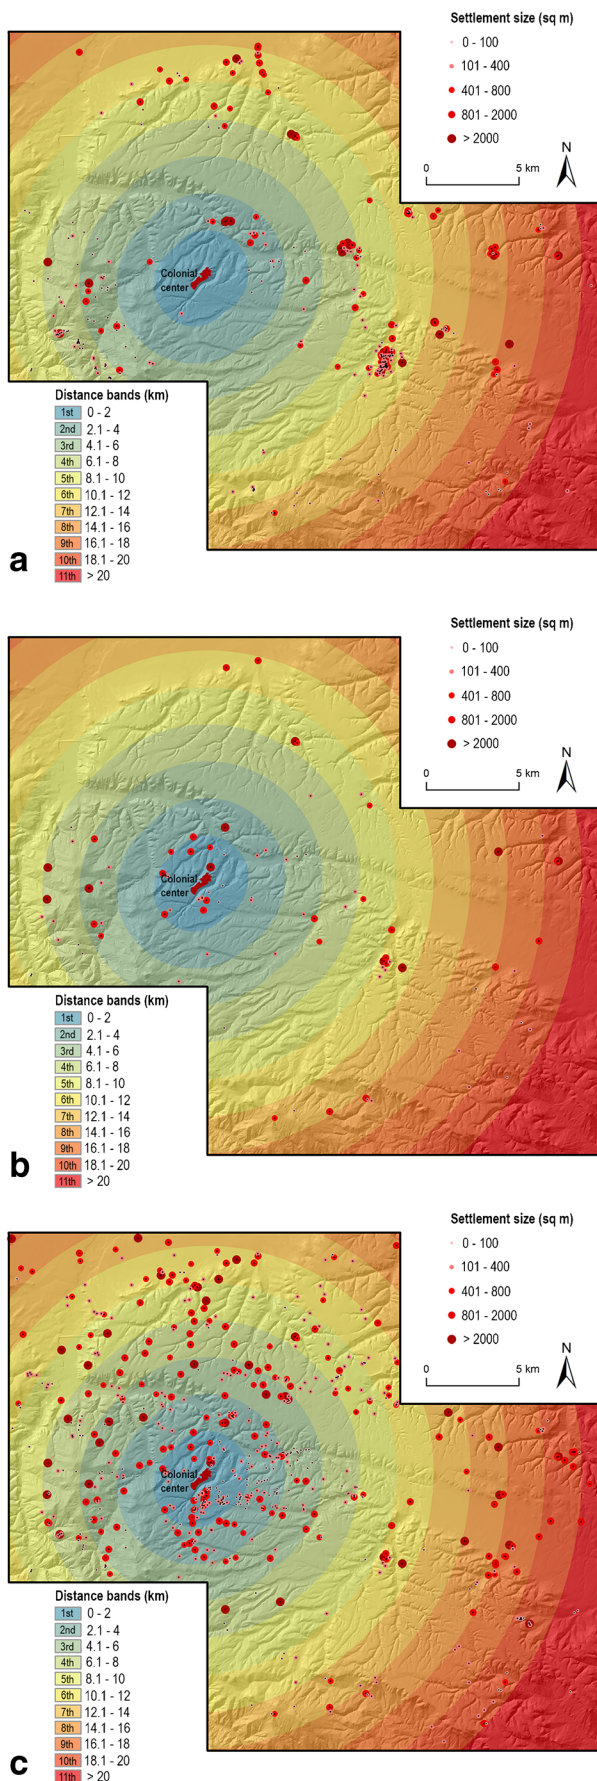 Settlement size (sq m)
0 - 100
101 - 400
401 - 800
801 - 2000
> 2000
N
0 5 km
Colonial
center
Distance bands (km)
1st 0 - 2
2nd 2.1 - 4
3rd 4.1 - 6
4th 6.1 - 8
5th 8.1 - 10
6th 10.1 - 12
7th 12.1 - 14
8th 14.1 - 16
9th 16.1 - 18
10th 18.1 - 20
11th > 20
a
Settlement size (sq m)
0 - 100
101 - 400
401 - 800
801 - 2000
> 2000
N
0 5 km
Colonial
center
Distance bands (km)
1st 0 - 2
2nd 2.1 - 4
3rd 4.1 - 6
4th 6.1 - 8
5th 8.1 - 10
6th 10.1 - 12
7th 12.1 - 14
8th 14.1 - 16
9th 16.1 - 18
10th 18.1 - 20
11th > 20
b
Settlement size (sq m)
0 - 100
101 - 400
401 - 800
801 - 2000
> 2000
N
0 5 km
Colonial
center
Distance bands (km)
1st 0 - 2
2nd 2.1 - 4
3rd 4.1 - 6
4th 6.1 - 8
5th 8.1 - 10
6th 10.1 - 12
7th 12.1 - 14
8th 14.1 - 16
9th 16.1 - 18
10th 18.1 - 20
11th > 20
c